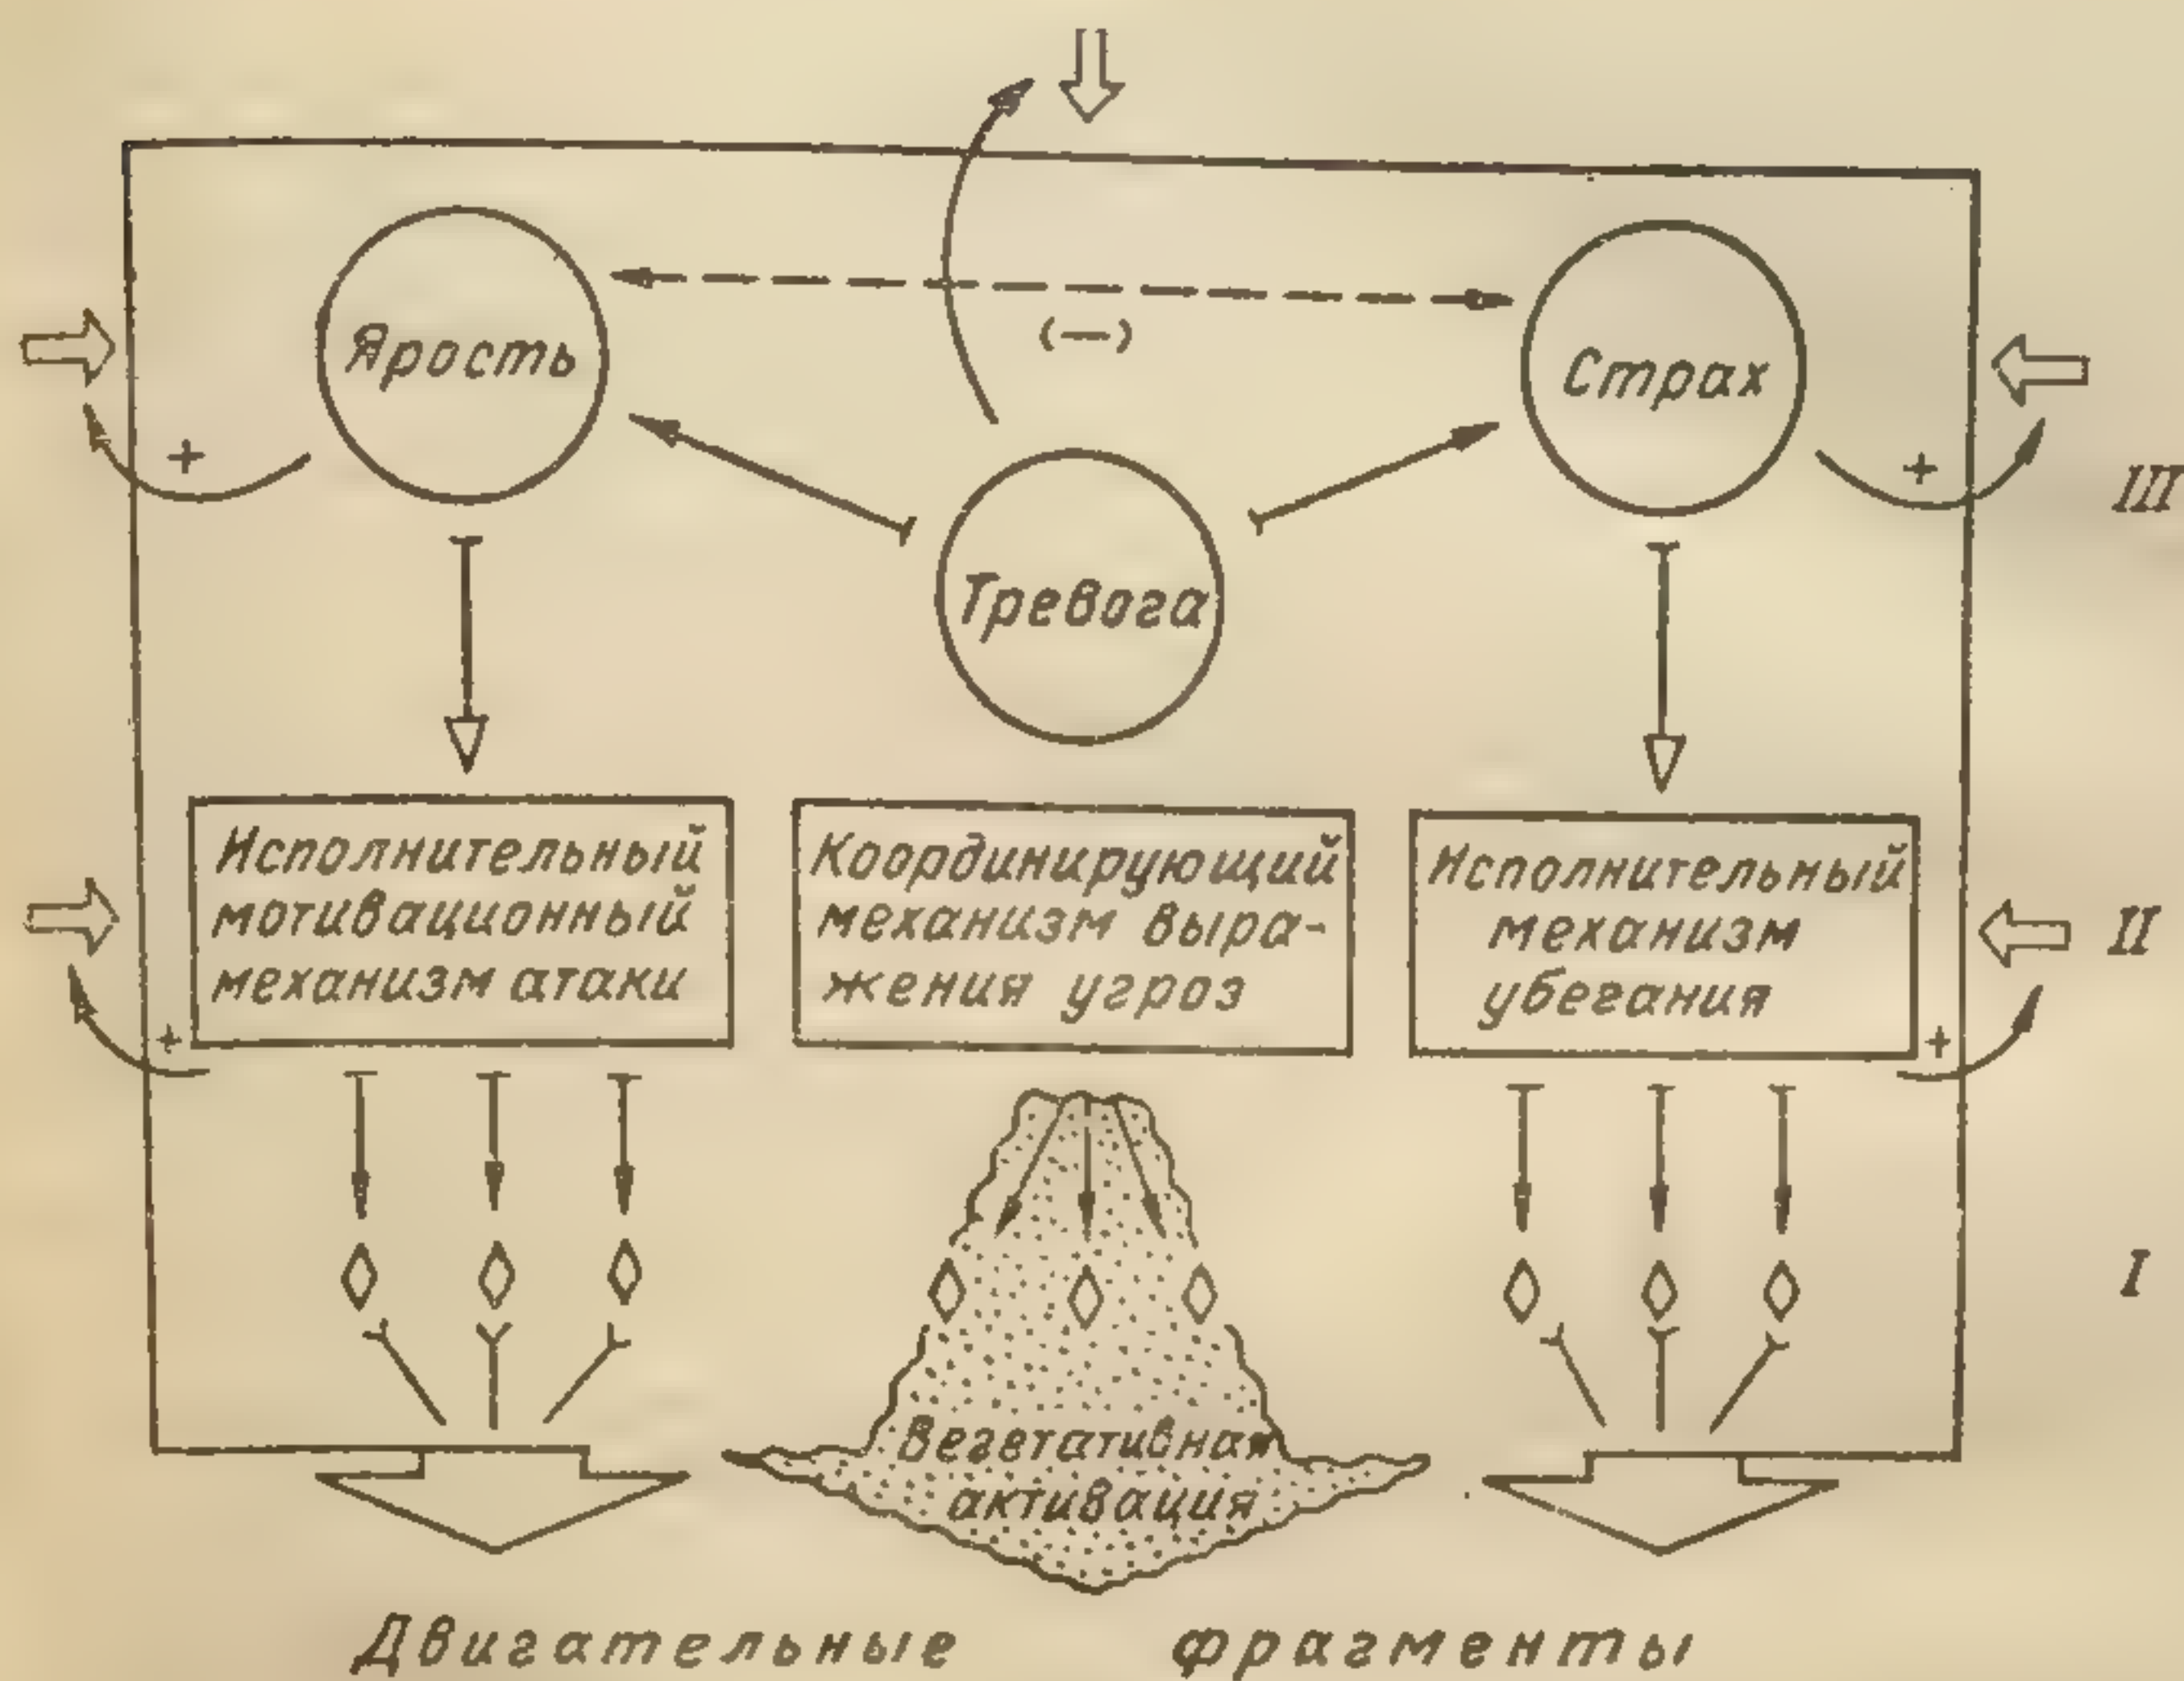 (—)
Ярость
Страх
+
+
III
Тревога
Исполнительный
мотивационный
механизм атаки
Координирующий
механизм выра-
жения угроз
Исполнительный
механизм
убегания
II
+
+
I
Вегетативная
активация
Двигательные фрагменты